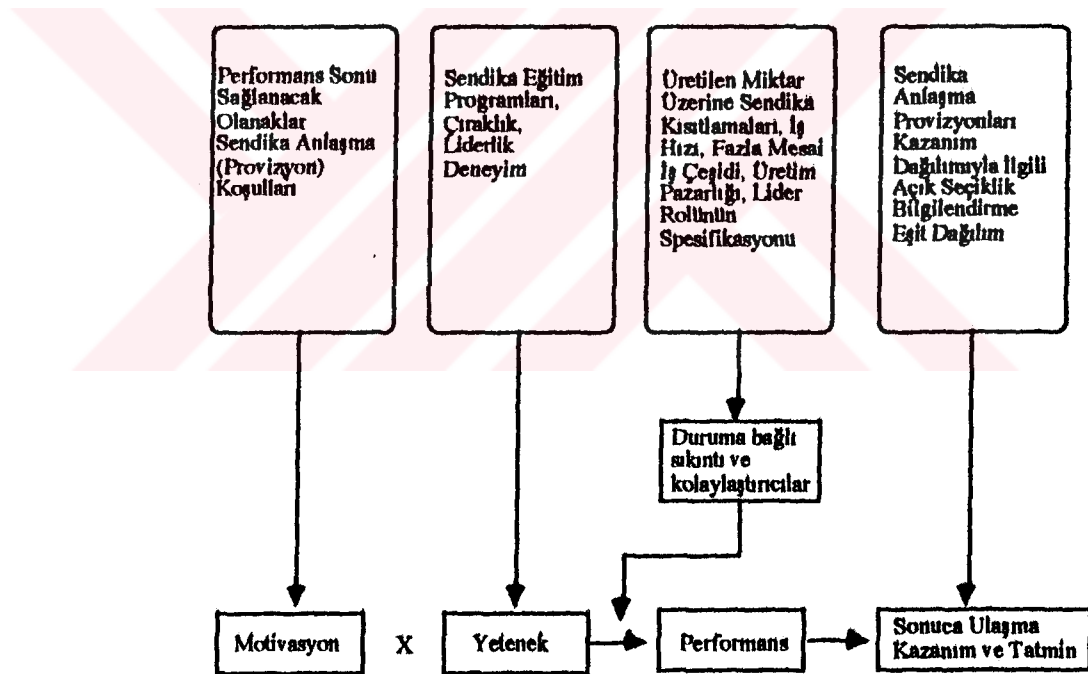 Performans Sonu
Sağlanacak
Olanaklar
Sendika Anlaşma
(Provizyon)
Koşulları
Sendika Eğitim
Programları,
Çıraklık,
Liderlik
Deneyim
Üretilen Miktar
Üzerine Sendika
Kısıtlamaları, İş
Hızı, Fazla Mesai
İş Çeşidi, Üretim
Pazarlığı, Lider
Rolünün
Spesifikasyonu
Sendika
Anlaşma
Provizyonları
Kazanım
Dağılımıyla İlgili
Açık Seçiklik
Bilgilendirme
Eşit Dağılım
Duruma bağlı
sıkıntı ve
kolaylaştırıcılar
Motivasyon
X
Yetenek
Performans
Sonuca Ulaşma
Kazanım ve Tatmin